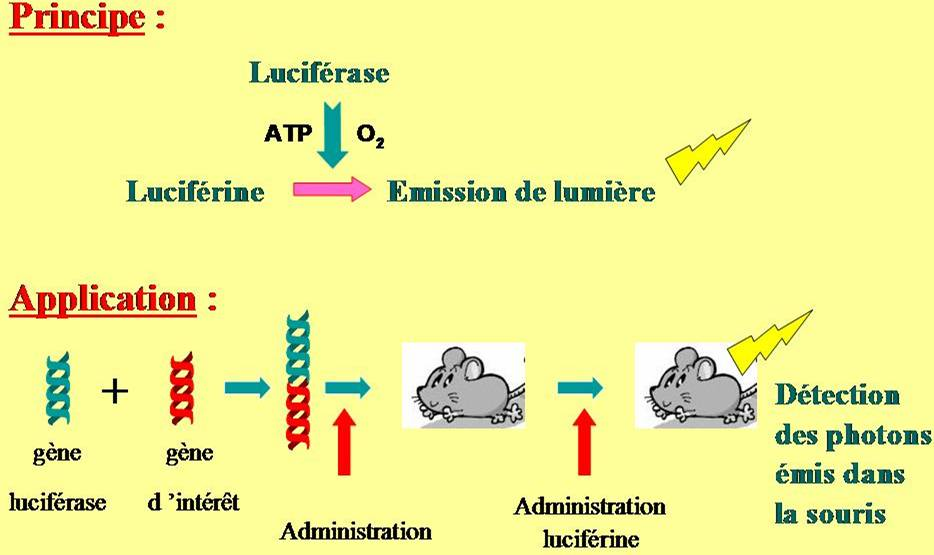 Principe :
Luciférase
ATP O₂
Luciférine Emission de lumière
Application :
+
gène gène
luciférase d ’intérêt
Administration
Administration
luciférine
Détection
des photons
émis dans
la souris